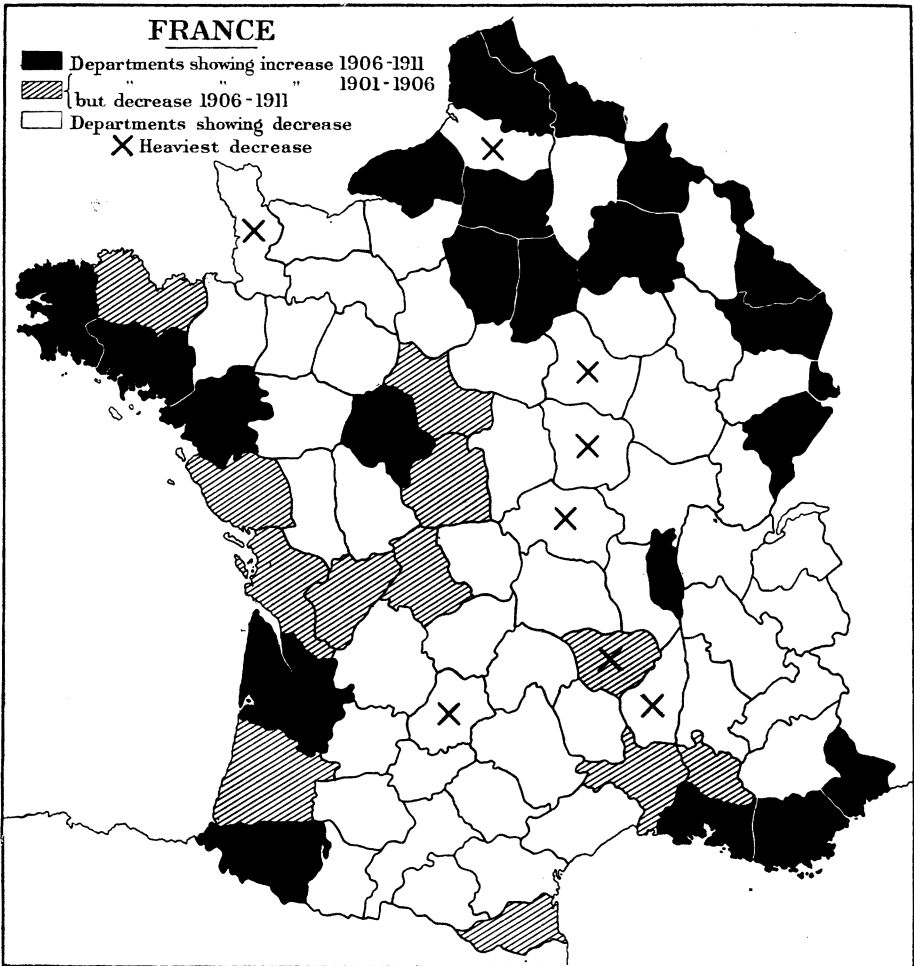 FRANCE
Departments showing increase 1906-1911
" " " 1901-1906
but decrease 1906-1911
Departments showing decrease
Heaviest decrease